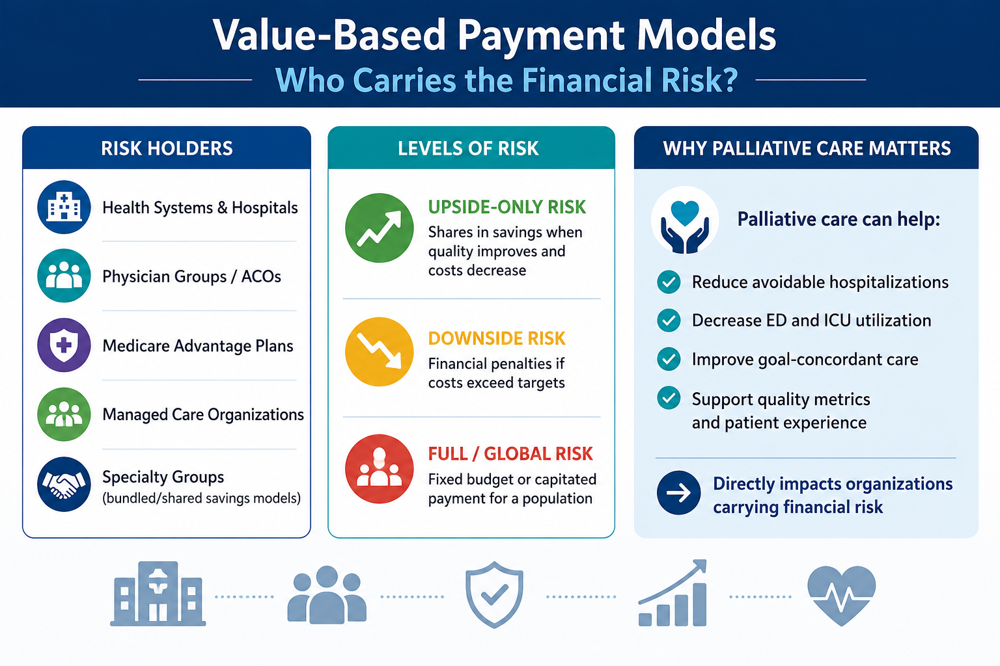 Value-Based Payment Models
Who Carries the Financial Risk?
RISK HOLDERS
Health Systems & Hospitals
Physician Groups / ACOs
Medicare Advantage Plans
Managed Care Organizations
Specialty Groups
(bundled/shared savings models)
LEVELS OF RISK
UPSIDE-ONLY RISK
Shares in savings when
quality improves and
costs decrease
DOWNSIDE RISK
Financial penalties if
costs exceed targets
FULL / GLOBAL RISK
Fixed budget or capitated
payment for a population
WHY PALLIATIVE CARE MATTERS
Palliative care can help:
Reduce avoidable hospitalizations
Decrease ED and ICU utilization
Improve goal-concordant care
Support quality metrics
and patient experience
Directly impacts organizations
carrying financial risk